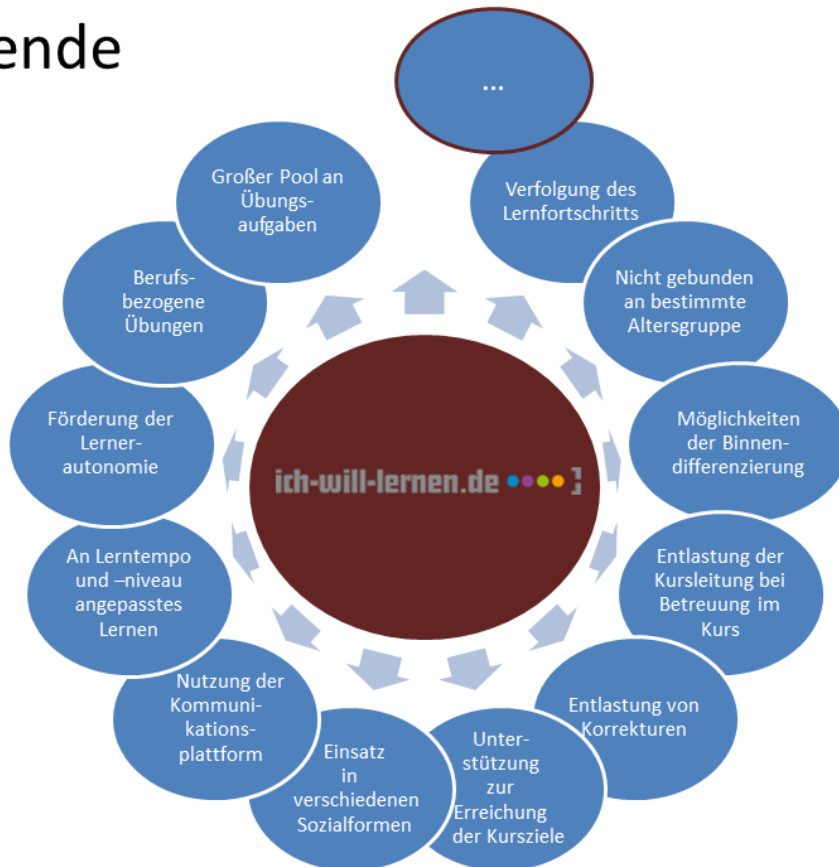 ende
...
Verfolgung des
Lernfortschritts
Nicht gebunden
an bestimmte
Altersgruppe
Möglichkeiten
der Binnen-
differenzierung
Entlastung der
Kursleitung bei
Betreuung im
Kurs
Entlastung von
Korrekturen
Unter-
stützung
zur
Erreichung
der Kursziele
Einsatz
in
verschiedenen
Sozialformen
Nutzung der
Kommuni-
kations-
plattform
An Lerntempo
und –niveau
angepasstes
Lernen
Förderung der
Lerner-
autonomie
Berufs-
bezogene
Übungen
Großer Pool an
Übungs-
aufgaben
ich-will-lernen.de